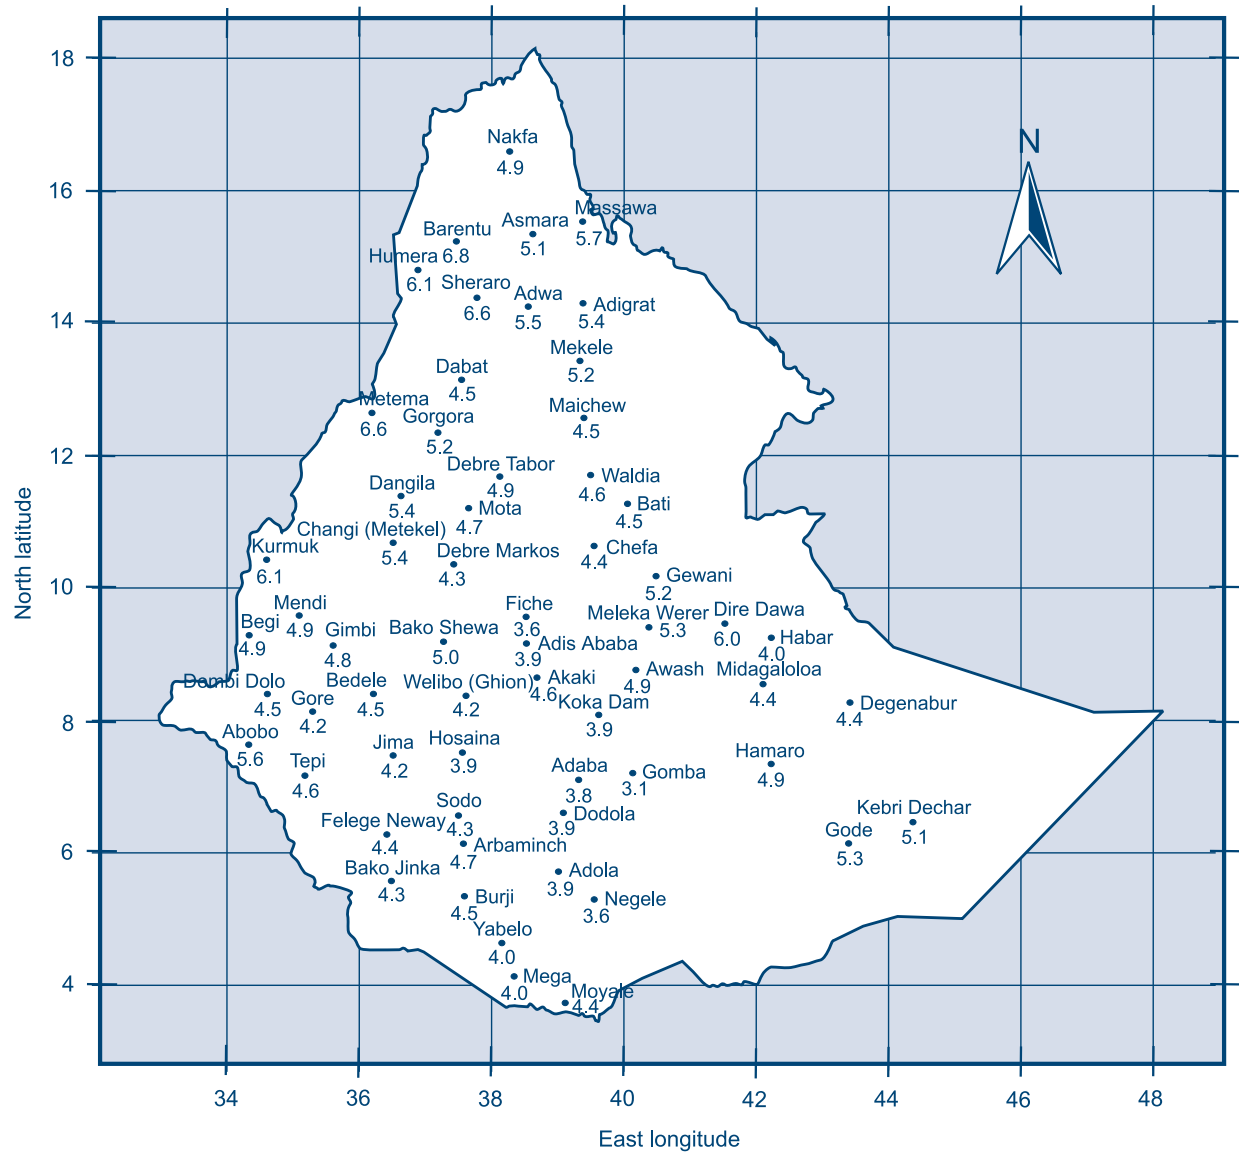 N
18
Nakfa
4.9
16
Massawa
5.7
Asmara
5.1
Barentu
6.8
Humera
6.1
Sheraro
6.6
Adwa
5.5
Adigrat
5.4
14
Mekele
5.2
Dabat
4.5
Metema
6.6
Maichew
4.5
Gorgora
5.2
12
Debre Tabor
4.9
Waldia
4.6
Dangila
5.4
Mota
4.7
Bati
4.5
Changi (Metekel)
5.4
Kurmuk
6.1
Debre Markos
4.3
Chefa
4.4
Gewani
5.2
10
Mendi
4.9
Fiche
3.6
Meleka Werer
5.3
Dire Dawa
6.0
Begi
4.9
Gimbi
4.8
Bako Shewa
5.0
Adis Ababa
3.9
Habar
4.0
Dombi Dolo
4.5
Gore
4.2
Bedele
4.5
Welibo (Ghion)
4.2
Akaki
4.6
Awash
4.9
Midagaloloa
4.4
Koka Dam
3.9
Degenabur
4.4
8
Abobo
5.6
Tepi
4.6
Jima
4.2
Hosaina
3.9
Hamaro
4.9
Adaba
3.8
Gomba
3.1
Sodo
4.3
Dodola
3.9
Kebri Dechar
5.1
Felege Neway
4.4
Arbaminch
4.7
Gode
5.3
6
Bako Jinka
4.3
Adola
3.9
Burji
4.5
Negele
3.6
Yabelo
4.0
Mega
4.0
4
Moyale
4.4
North latitude
34
36
38
40
42
44
46
48
East longitude